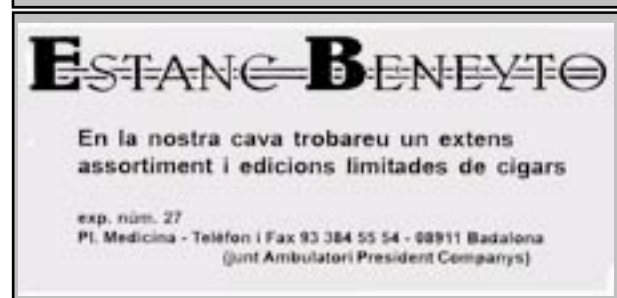 ESTANC BENEYTO
En la nostra cava trobareu un extens
assortiment i edicions limitades de cigars
exp. núm. 27
Pl. Medicina - Telèfon i Fax 93 384 55 54 - 08911 Badalona
(junt Ambulatori President Companys)